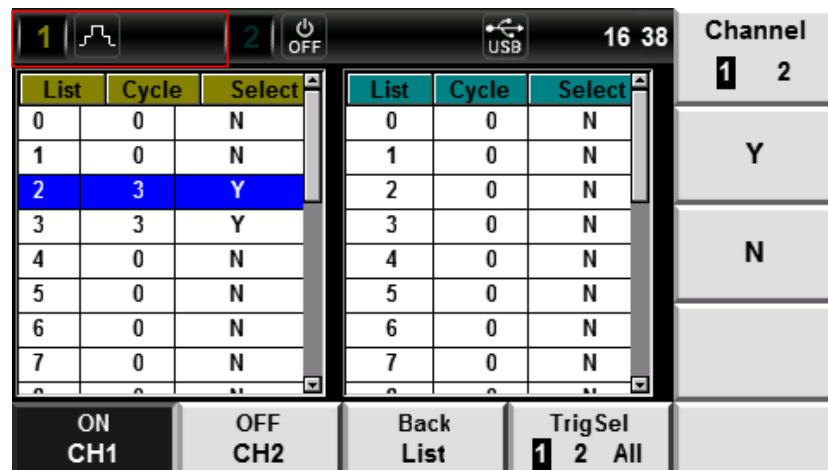 1 2 OFF USB 16 38
Channel
1 2
Y
N
List Cycle Select
0 0 N
1 0 N
2 3 Y
3 3 Y
4 0 N
5 0 N
6 0 N
7 0 N
List Cycle Select
0 0 N
1 0 N
2 0 N
3 0 N
4 0 N
5 0 N
6 0 N
7 0 N
ON
CH1
OFF
CH2
Back
List
TrigSel
1 2 All